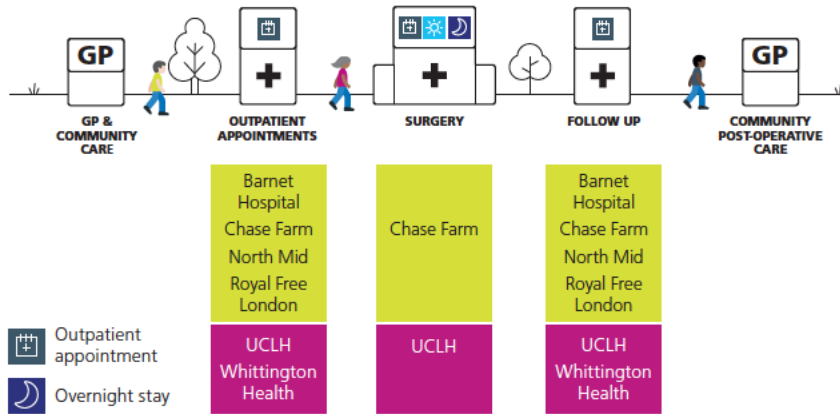 GP
GP
GP &
COMMUNITY
CARE
OUTPATIENT
APPOINTMENTS
SURGERY
FOLLOW UP
COMMUNITY
POST-OPERATIVE
CARE
Barnet
Hospital
Chase Farm
North Mid
Royal Free
London
Chase Farm
Barnet
Hospital
Chase Farm
North Mid
Royal Free
London
UCLH
Whittington
Health
UCLH
UCLH
Whittington
Health
Outpatient
appointment
Overnight stay